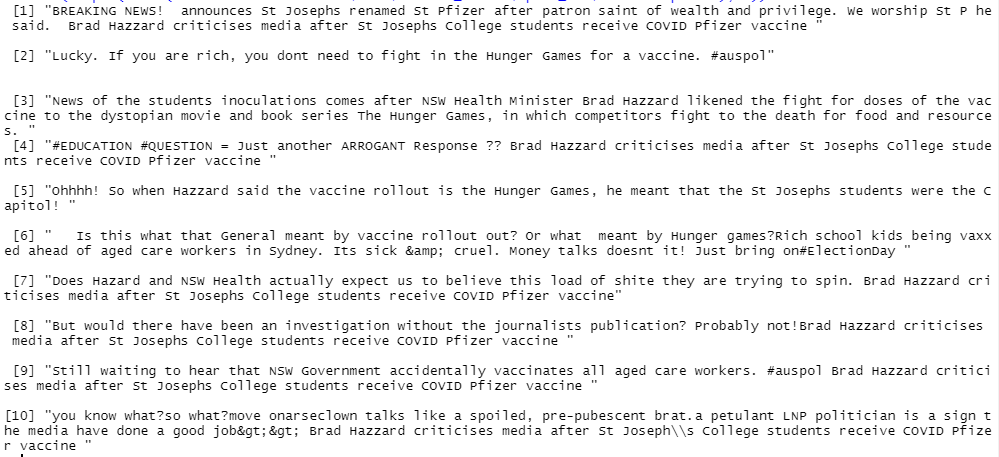 [1] "BREAKING NEWS!  announces St Josephs renamed St Pfizer after patron saint of wealth and privilege. We worship St P he
said.  Brad Hazzard criticises media after St Josephs College students receive COVID Pfizer vaccine "
[2] "Lucky. If you are rich, you dont need to fight in the Hunger Games for a vaccine. #auspol"
[3] "News of the students inoculations comes after NSW Health Minister Brad Hazzard likened the fight for doses of the vac
cine to the dystopian movie and book series The Hunger Games, in which competitors fight to the death for food and resource
s. "
[4] "#EDUCATION #QUESTION = Just another ARROGANT Response ?? Brad Hazzard criticises media after St Josephs College stude
nts receive COVID Pfizer vaccine "
[5] "Ohhhh! So when Hazzard said the vaccine rollout is the Hunger Games, he meant that the St Josephs students were the C
apitol! "
[6] "   Is this what that General meant by vaccine rollout out? Or what  meant by Hunger games?Rich school kids being vaxx
ed ahead of aged care workers in Sydney. Its sick &amp; cruel. Money talks doesnt it! Just bring on#ElectionDay "
[7] "Does Hazard and NSW Health actually expect us to believe this load of shite they are trying to spin. Brad Hazzard cri
ticises media after St Josephs College students receive COVID Pfizer vaccine"
[8] "But would there have been an investigation without the journalists publication? Probably not!Brad Hazzard criticises
media after St Josephs College students receive COVID Pfizer vaccine "
[9] "Still waiting to hear that NSW Government accidentally vaccinates all aged care workers. #auspol Brad Hazzard critici
ses media after St Josephs College students receive COVID Pfizer vaccine "
[10] "you know what?so what?move onarseclown talks like a spoiled, pre-pubescent brat.a petulant LNP politician is a sign t
he media have done a good job&gt;&gt; Brad Hazzard criticises media after St Joseph\\s College students receive COVID Pfize
r vaccine "